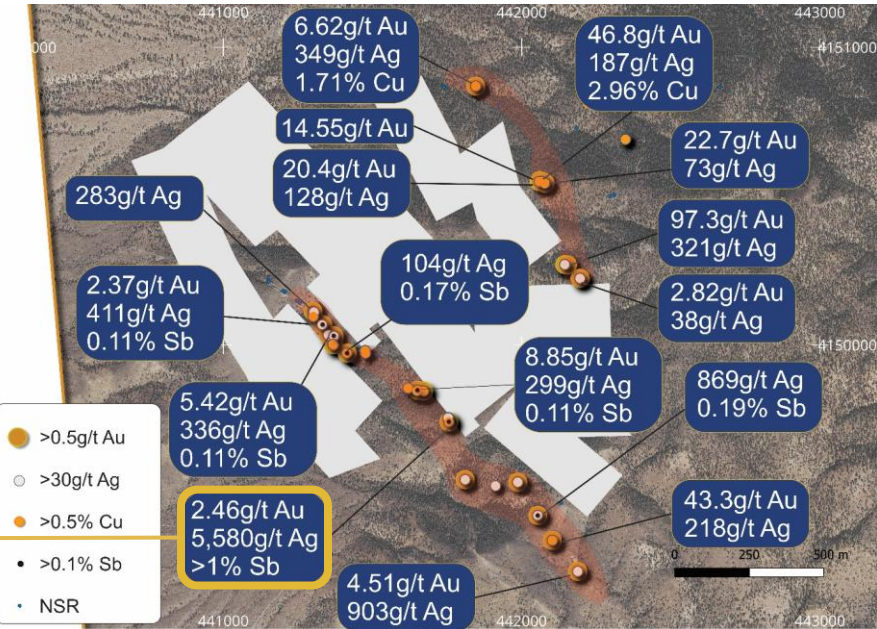 441000
442000
443000
000
4151000
6.62g/t Au
349g/t Ag
1.71% Cu
46.8g/t Au
187g/t Ag
2.96% Cu
14.55g/t Au
20.4g/t Au
128g/t Ag
22.7g/t Au
73g/t Ag
283g/t Ag
97.3g/t Au
321g/t Ag
104g/t Ag
0.17% Sb
2.37g/t Au
411g/t Ag
0.11% Sb
2.82g/t Au
38g/t Ag
4150000
8.85g/t Au
299g/t Ag
0.11% Sb
869g/t Ag
0.19% Sb
5.42g/t Au
336g/t Ag
0.11% Sb
>0.5g/t Au
>30g/t Ag
>0.5% Cu
>0.1% Sb
NSR
2.46g/t Au
5,580g/t Ag
>1% Sb
43.3g/t Au
218g/t Ag
0 250 500 m
4.51g/t Au
903g/t Ag
441000
442000
443000